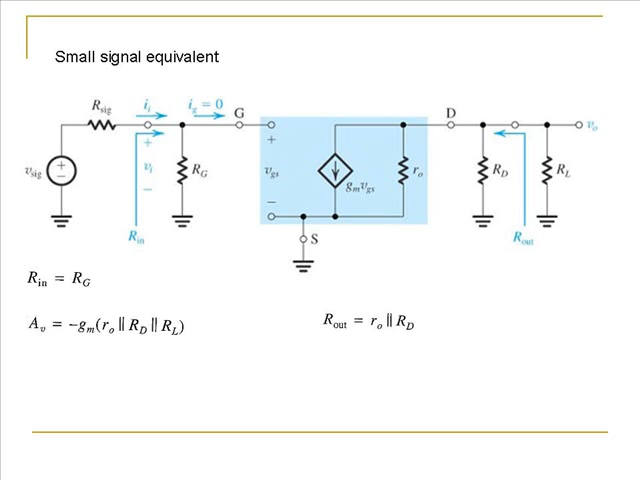 Small signal equivalent
R_sig i_i i_g = 0 G D v_o
+ + +
v_sig + − v_i R_G v_gs g_m v_gs r_o R_D R_L
− −
R_in S R_out
R_in = R_G
A_v = −g_m(r_o || R_D || R_L) R_out = r_o || R_D